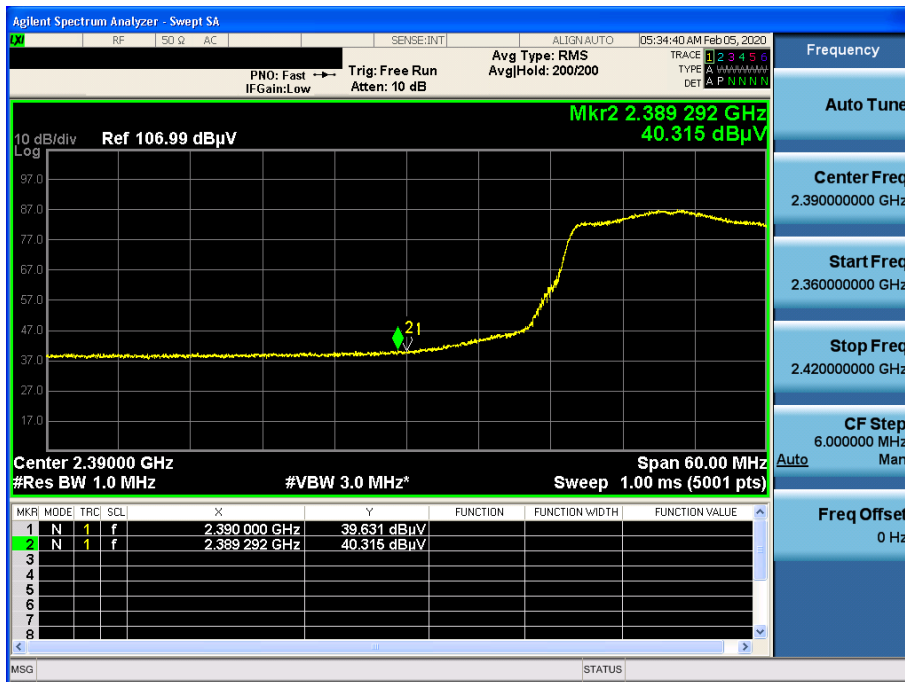 Agilent Spectrum Analyzer - Swept SA
LXI RF 50 Ω AC SENSE:INT ALIGN AUTO 05:34:40 AM Feb 05, 2020
PNO: Fast Trig: Free Run Avg Type: RMS TRACE 1 2 3 4 5 6
IFGain:Low Atten: 10 dB Avg|Hold: 200/200 TYPE A WWWWW
DET A P N N N N
Mkr2 2.389 292 GHz
40.315 dBµV
10 dB/div Ref 106.99 dBµV
Log
97.0
87.0
77.0
67.0
57.0
47.0
37.0
27.0
17.0
2 1
Center 2.39000 GHz Span 60.00 MHz
#Res BW 1.0 MHz #VBW 3.0 MHz* Sweep 1.00 ms (5001 pts)
MKR MODE TRC SCL X Y FUNCTION FUNCTION WIDTH FUNCTION VALUE
1 N 1 f 2.390 000 GHz 39.631 dBµV
2 N 1 f 2.389 292 GHz 40.315 dBµV
3
4
5
6
7
8
MSG STATUS
Frequency
Auto Tune
Center Freq
2.390000000 GHz
Start Freq
2.360000000 GHz
Stop Freq
2.420000000 GHz
CF Step
6.000000 MHz
Auto Man
Freq Offset
0 Hz